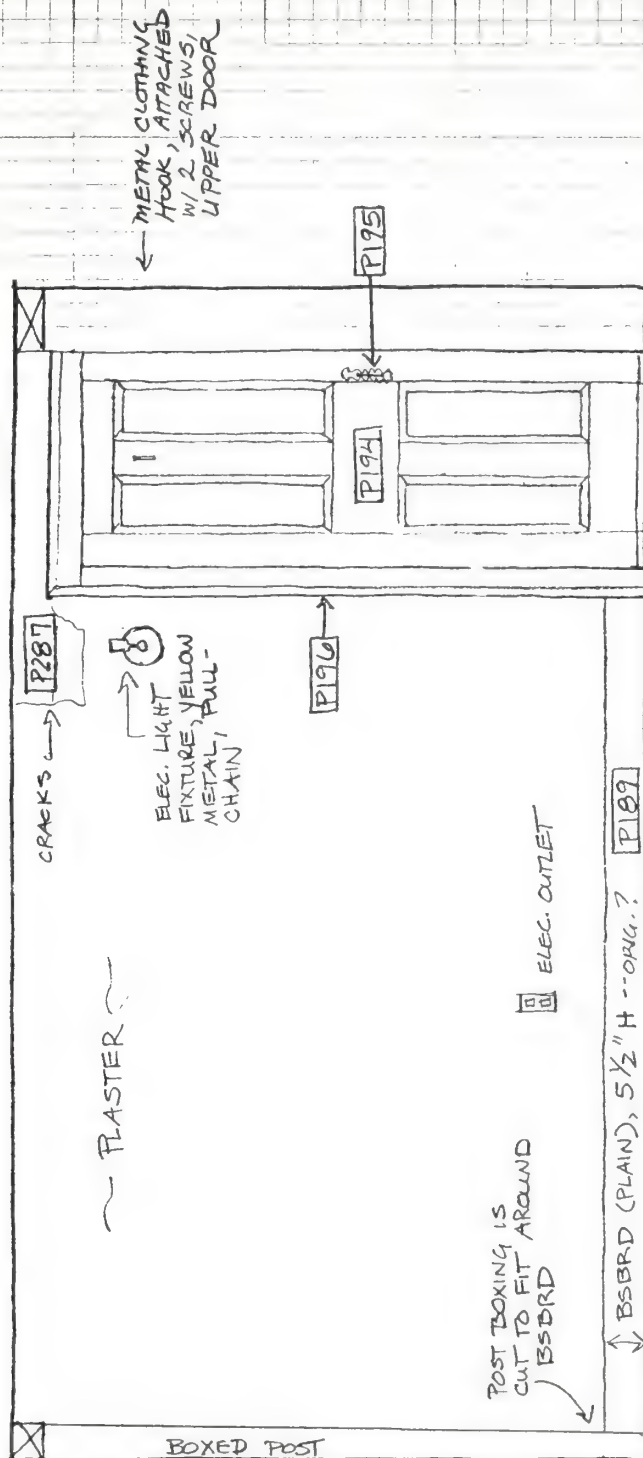 BOXED POST
POST BOXING IS
CUT TO FIT AROUND
BSBRD
~ PLASTER ~
CRACKS
P287
ELEC. LIGHT
FIXTURE, YELLOW
METAL, PULL-
CHAIN
ELEC. OUTLET
BSBRD (PLAIN), 5 1/2" H -- ORIG.? P189
P196
P194
P195
METAL CLOTHING
HOOK, ATTACHED
W/ 2 SCREWS,
UPPER DOOR